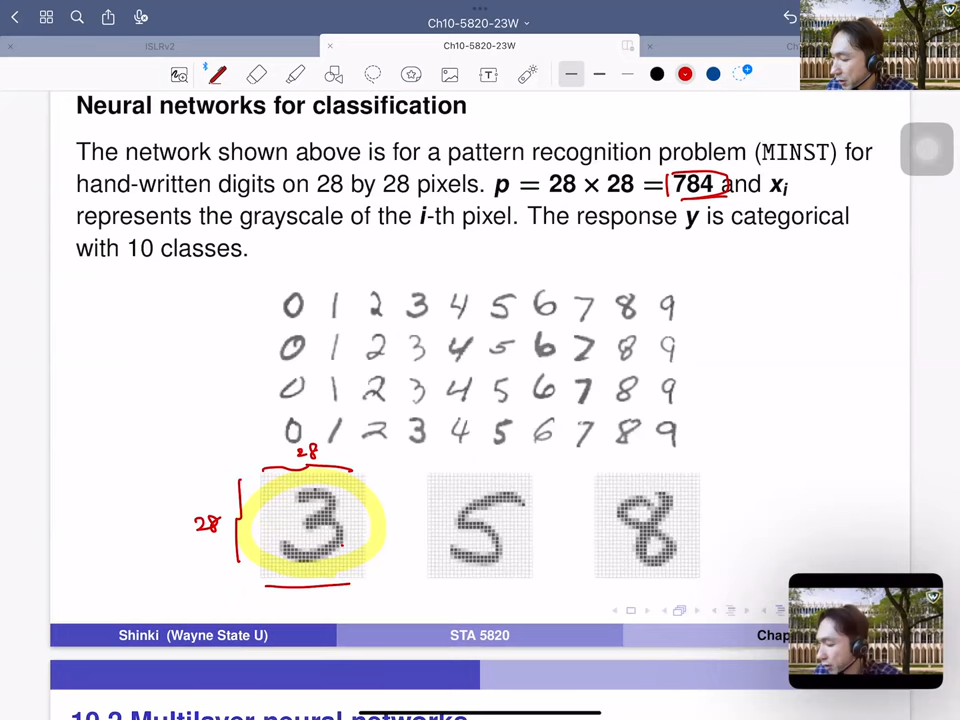 Ch10-5820-23W
ISLRv2
Ch10-5820-23W
Neural networks for classification
The network shown above is for a pattern recognition problem (MINST) for
hand-written digits on 28 by 28 pixels. p = 28 × 28 = 784 and xᵢ
represents the grayscale of the i-th pixel. The response y is categorical
with 10 classes.
0 1 2 3 4 5 6 7 8 9
0 1 2 3 4 5 6 7 8 9
0 1 2 3 4 5 6 7 8 9
0 1 2 3 4 5 6 7 8 9
28
28
3 5 8
Shinki (Wayne State U)
STA 5820
10.2 Multilayer neural networks